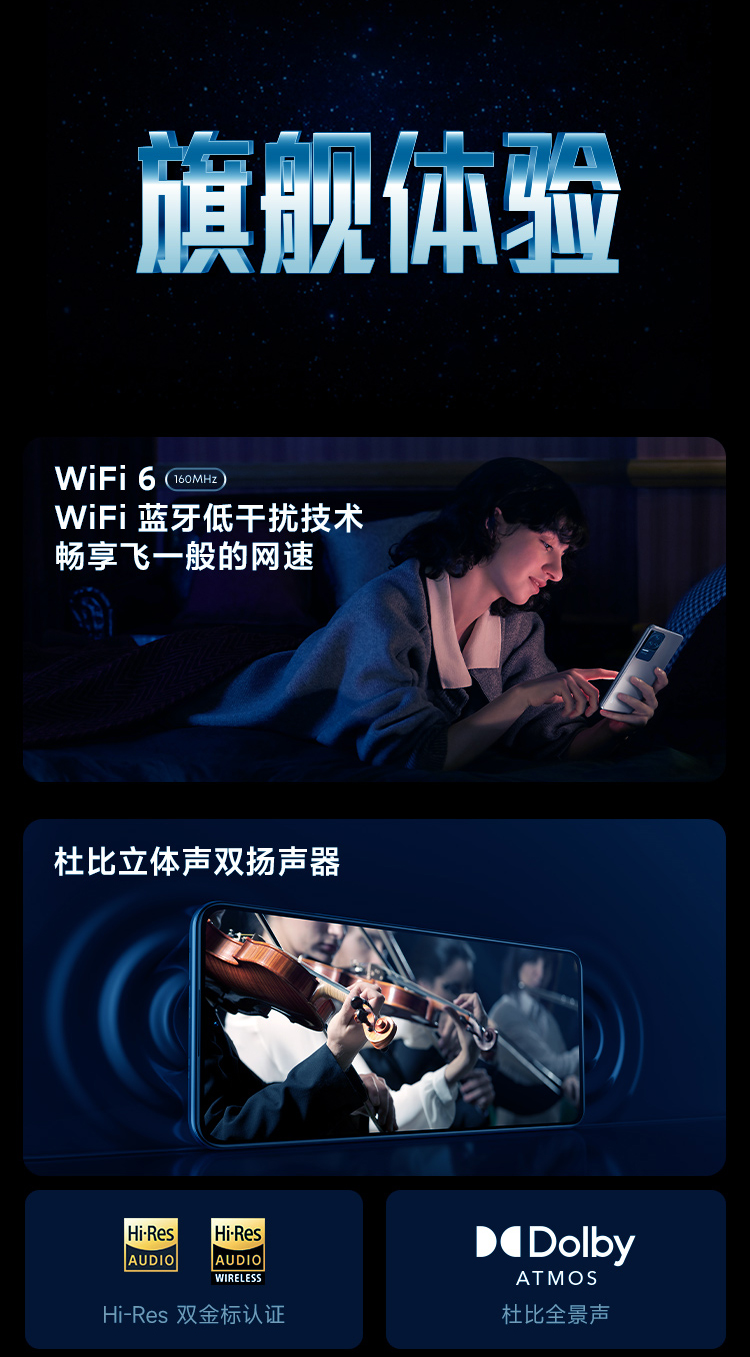 旗舰体验
WiFi 6 160MHz
WiFi 蓝牙低干扰技术
畅享飞一般的网速
杜比立体声双扬声器
Hi-Res AUDIO
Hi-Res AUDIO WIRELESS
Hi-Res 双金标认证
Dolby
ATMOS
杜比全景声